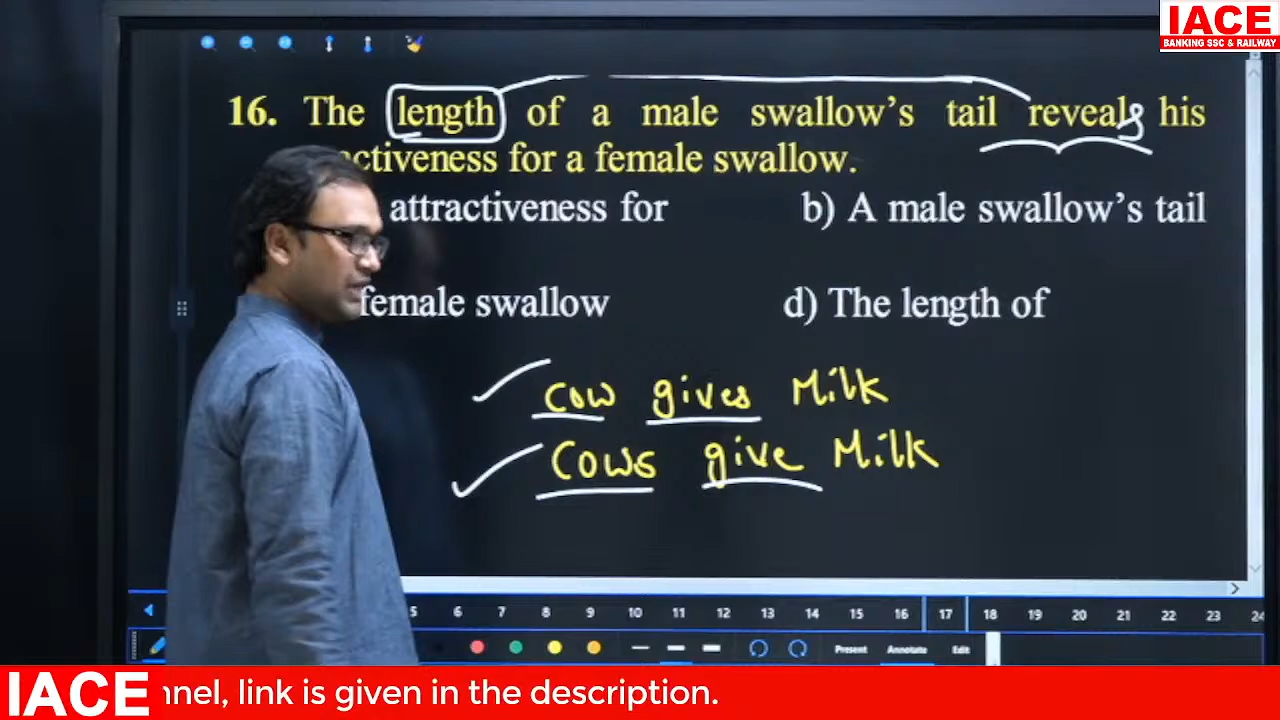 IACE
BANKING SSC & RAILWAY
16. The length of a male swallow's tail reveals his
activeness for a female swallow.
attractiveness for
b) A male swallow's tail
female swallow
d) The length of
Cow gives Milk
Cows give Milk
5 6 7 8 9 10 11 12 13 14 15 16 17 18 19 20 21 22 23 24
Present Annotate Edit
IACE nnel, link is given in the description.